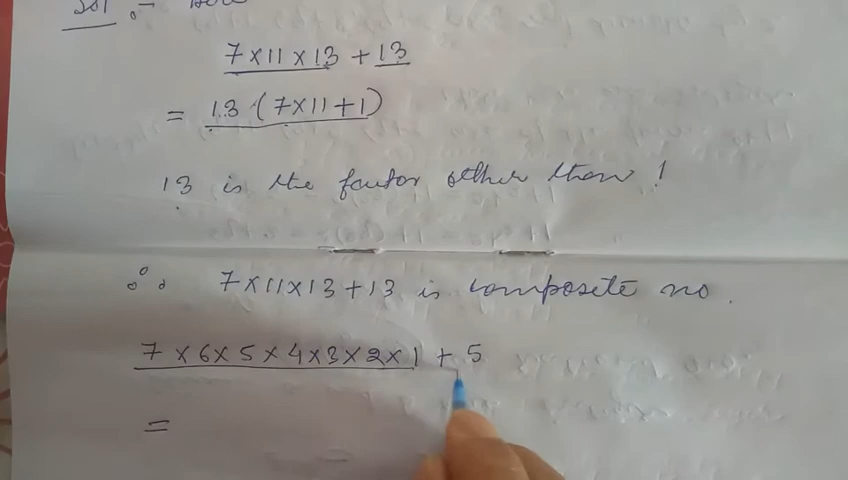 Sol :-
7 × 11 × 13 + 13
= 13 (7 × 11 + 1)
13 is the factor other than 1
∴ 7 × 11 × 13 + 13 is composite no.
7 × 6 × 5 × 4 × 3 × 2 × 1 + 5
=